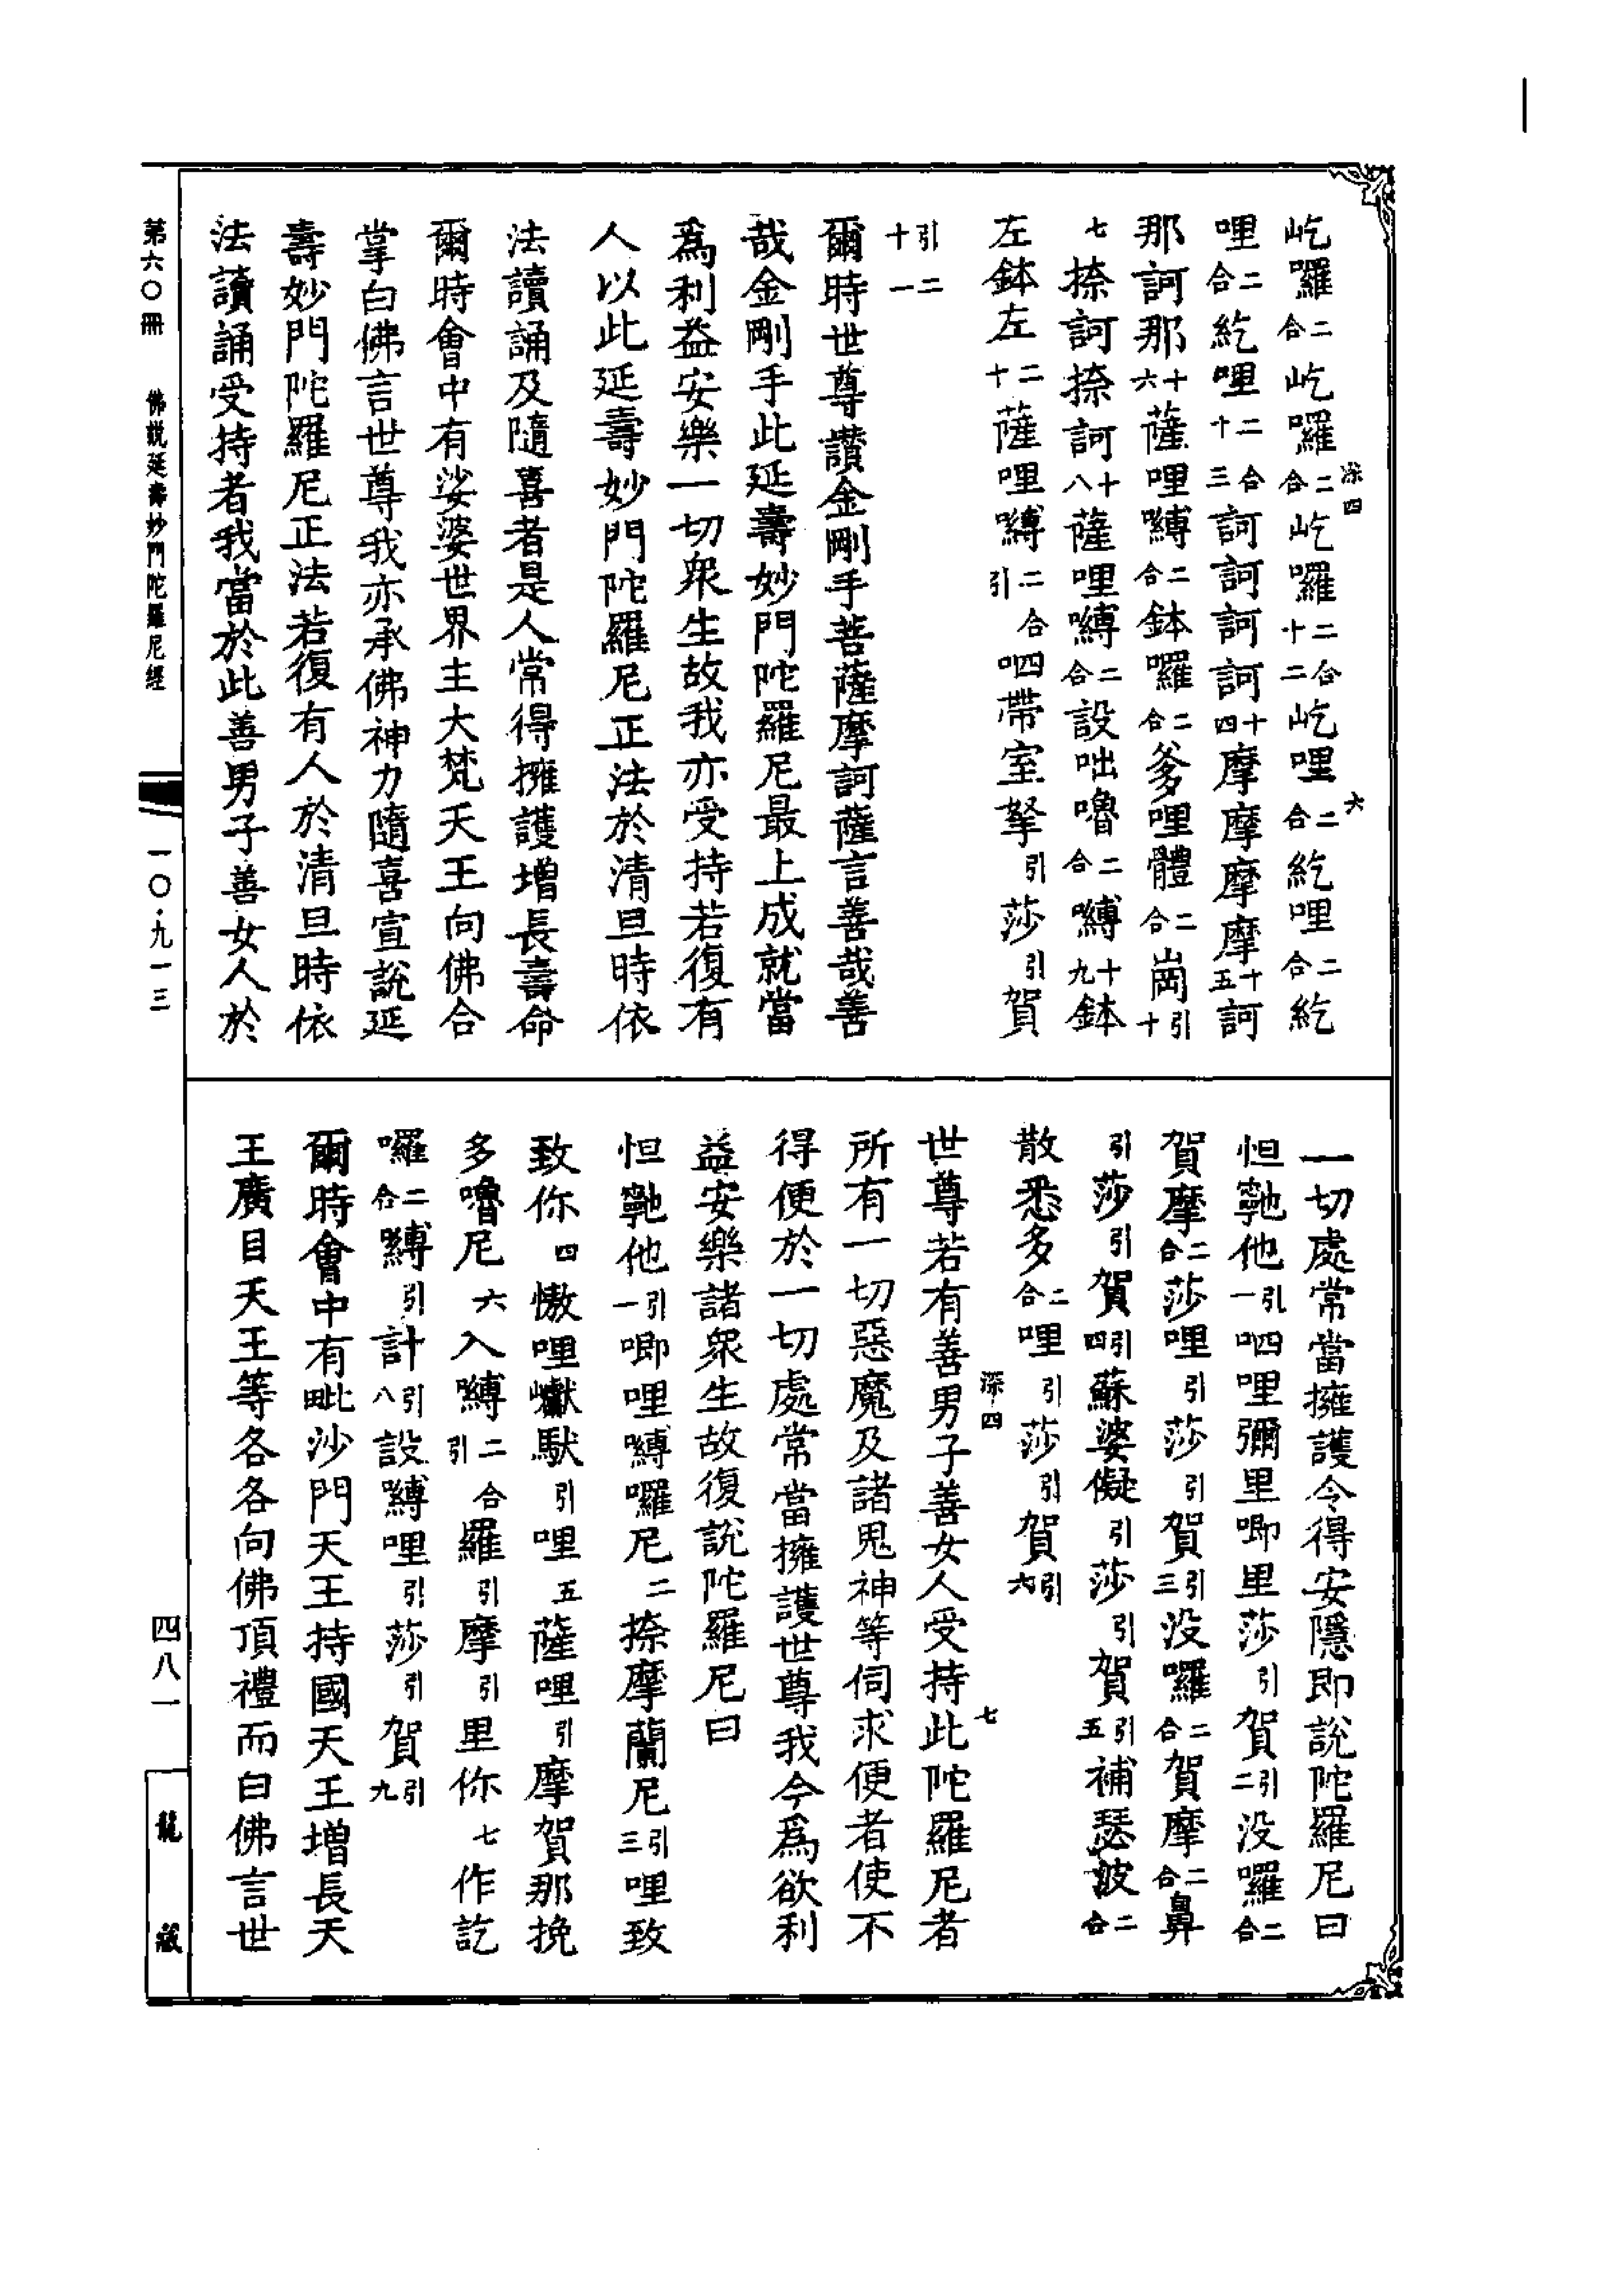 屹囉二合屹囉二合屹囉二合十二屹哩二合紇哩二合紇
哩二合紇哩二合十三訶訶訶訶十四摩摩摩摩十五訶
那訶那十六薩哩嚩二合鉢囉二合爹哩體二合崗引十
七捺訶捺訶十八薩哩嚩二合設咄嚕二合嚩十九鉢
左鉢左二十薩哩嚩二合引呬帶室拏引莎引賀
引二十一
爾時世尊讚金剛手菩薩摩訶薩言善哉善
哉金剛手此延壽妙門陀羅尼最上成就當
爲利益安樂一切衆生故我亦受持若復有
人以此延壽妙門陀羅尼正法於清旦時依
法讀誦及隨喜者是人常得擁護增長壽命
爾時會中有娑婆世界主大梵天王向佛合
掌白佛言世尊我亦承佛神力隨喜宣說延
壽妙門陀羅尼正法若復有人於清旦時依
法讀誦受持者我當於此善男子善女人於
深四
六
一切處常當擁護令得安隱即說陀羅尼曰
怛𭌆他引一呬哩彌里唧里莎引賀引二没囉二合
賀摩二合莎哩引莎引賀引三没囉二合賀摩二合鼻
引莎引賀引四蘇婆儗引莎引賀引五補瑟波二合
散悉多二合哩引莎引賀引六
世尊若有善男子善女人受持此陀羅尼者
所有一切惡魔及諸鬼神等伺求便者使不
得便於一切處常當擁護世尊我今爲欲利
益安樂諸衆生故復說陀羅尼曰
怛𭌆他引一唧哩嚩囉尼二捺摩蘭尼引三哩致
致你四憿哩巘馱引哩五薩哩引摩賀那挽
多嚕尼六入嚩二合引羅引摩引里你七作訖
囉二合嚩引計引八設嚩哩引莎引賀引九
爾時會中有毗沙門天王持國天王增長天
王廣目天王等各各向佛頂禮而白佛言世
深四
七
第六〇冊 佛說延壽妙門陀羅尼經
一〇·九一三
四八一
龍藏